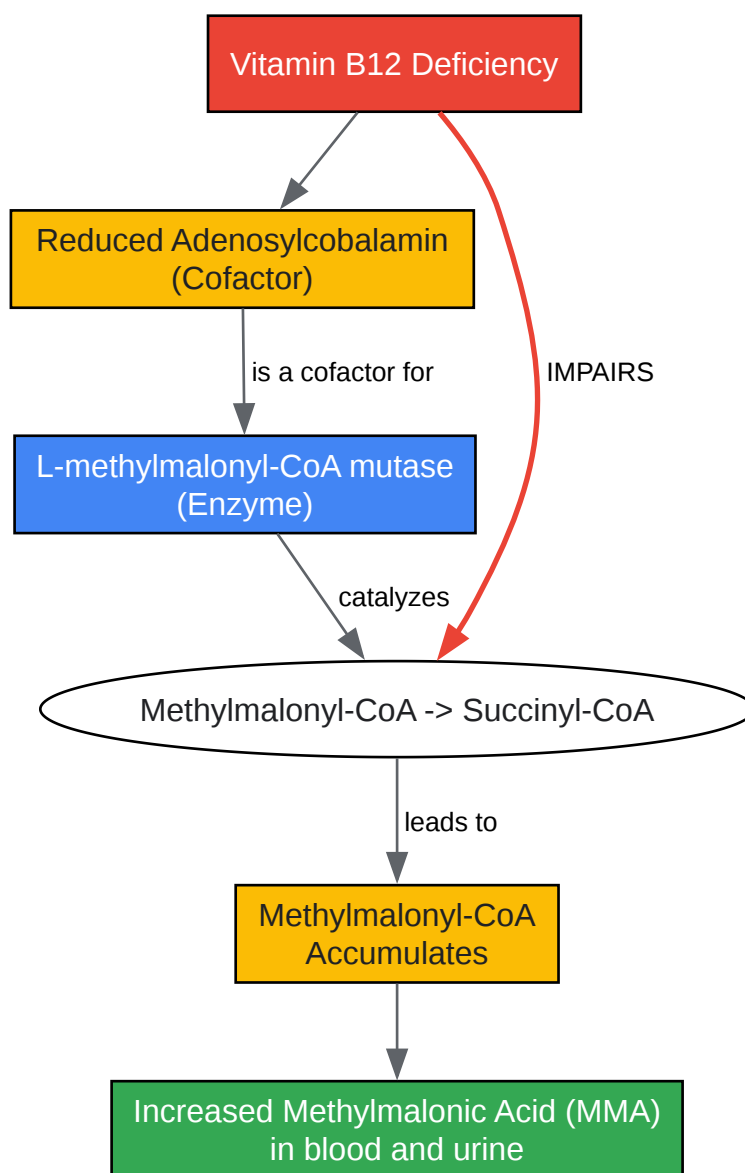 Vitamin B12 Deficiency
Reduced Adenosylcobalamin
(Cofactor)
is a cofactor for
IMPAIRS
L-methylmalonyl-CoA mutase
(Enzyme)
catalyzes
Methylmalonyl-CoA -> Succinyl-CoA
leads to
Methylmalonyl-CoA
Accumulates
Increased Methylmalonic Acid (MMA)
in blood and urine